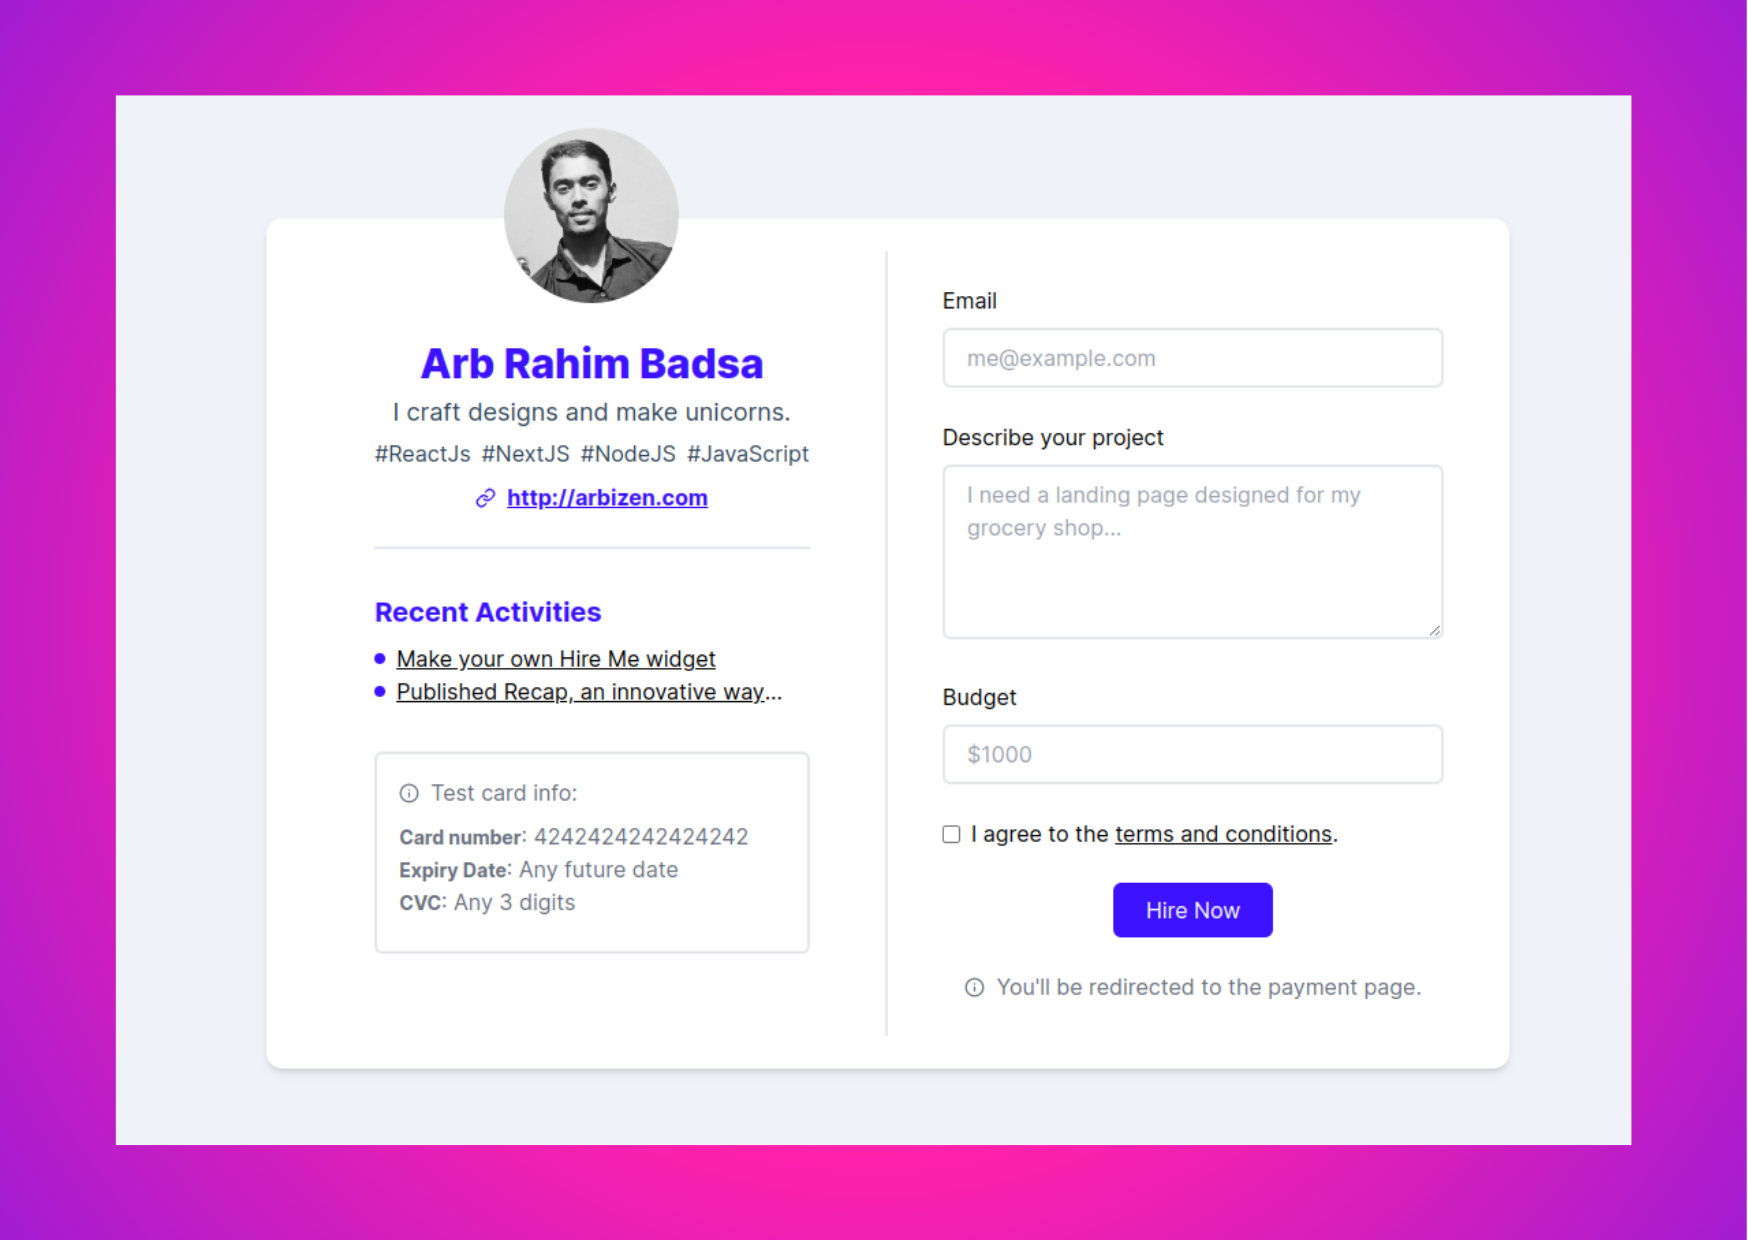 Arb Rahim Badsa
I craft designs and make unicorns.
#ReactJs #NextJS #NodeJS #JavaScript
http://arbizen.com
Recent Activities
Make your own Hire Me widget
Published Recap, an innovative way...
Test card info:
Card number: 4242424242424242
Expiry Date: Any future date
CVC: Any 3 digits
Email
me@example.com
Describe your project
I need a landing page designed for my
grocery shop...
Budget
$1000
I agree to the terms and conditions.
Hire Now
You'll be redirected to the payment page.